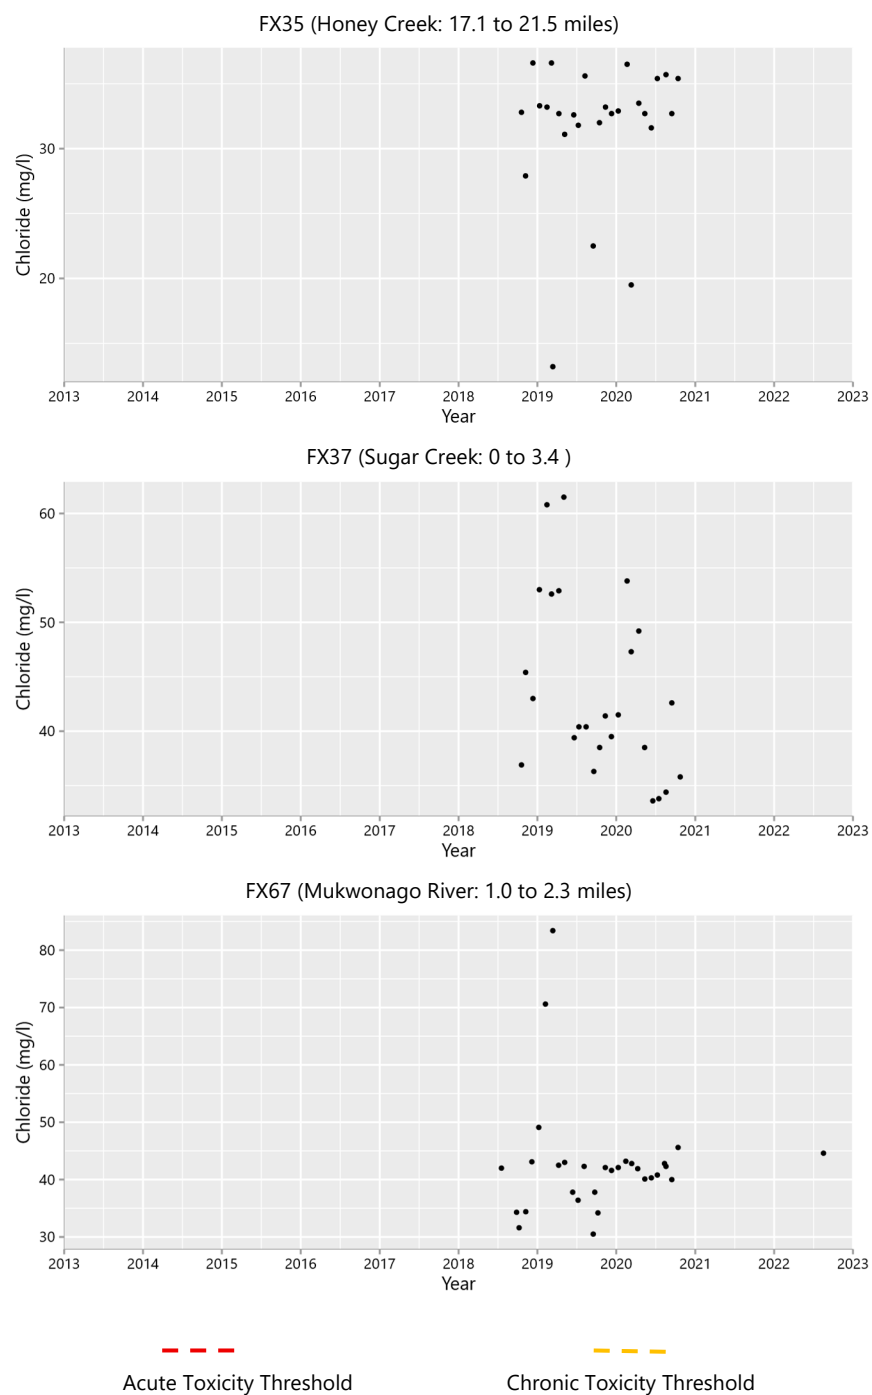 FX35 (Honey Creek: 17.1 to 21.5 miles)
Chloride (mg/l)
30
20
2013 2014 2015 2016 2017 2018 2019 2020 2021 2022 2023
Year
FX37 (Sugar Creek: 0 to 3.4 )
Chloride (mg/l)
60
50
40
2013 2014 2015 2016 2017 2018 2019 2020 2021 2022 2023
Year
FX67 (Mukwonago River: 1.0 to 2.3 miles)
Chloride (mg/l)
80
70
60
50
40
30
2013 2014 2015 2016 2017 2018 2019 2020 2021 2022 2023
Year
Acute Toxicity Threshold Chronic Toxicity Threshold